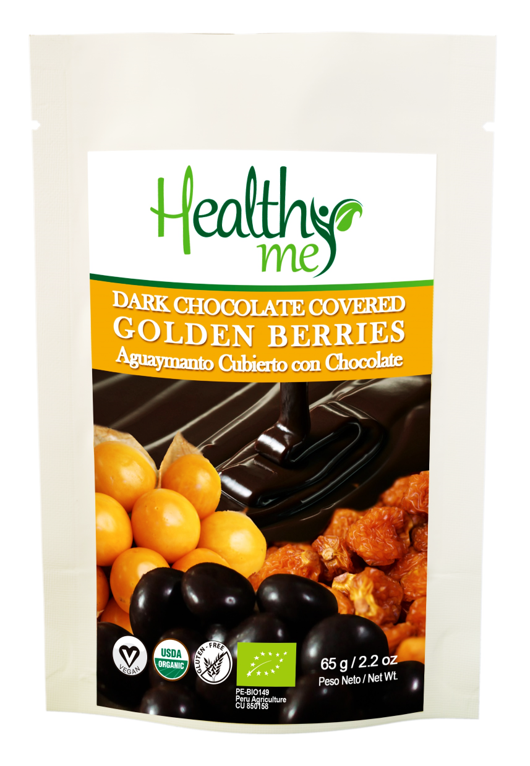 Healthy
me
DARK CHOCOLATE COVERED
GOLDEN BERRIES
Aguaymanto Cubierto con Chocolate
VEGAN
USDA
ORGANIC
GLUTEN-FREE
65 g / 2.2 oz
Peso Neto / Net Wt.
PE-BIO149
Peru Agriculture
CU 850158